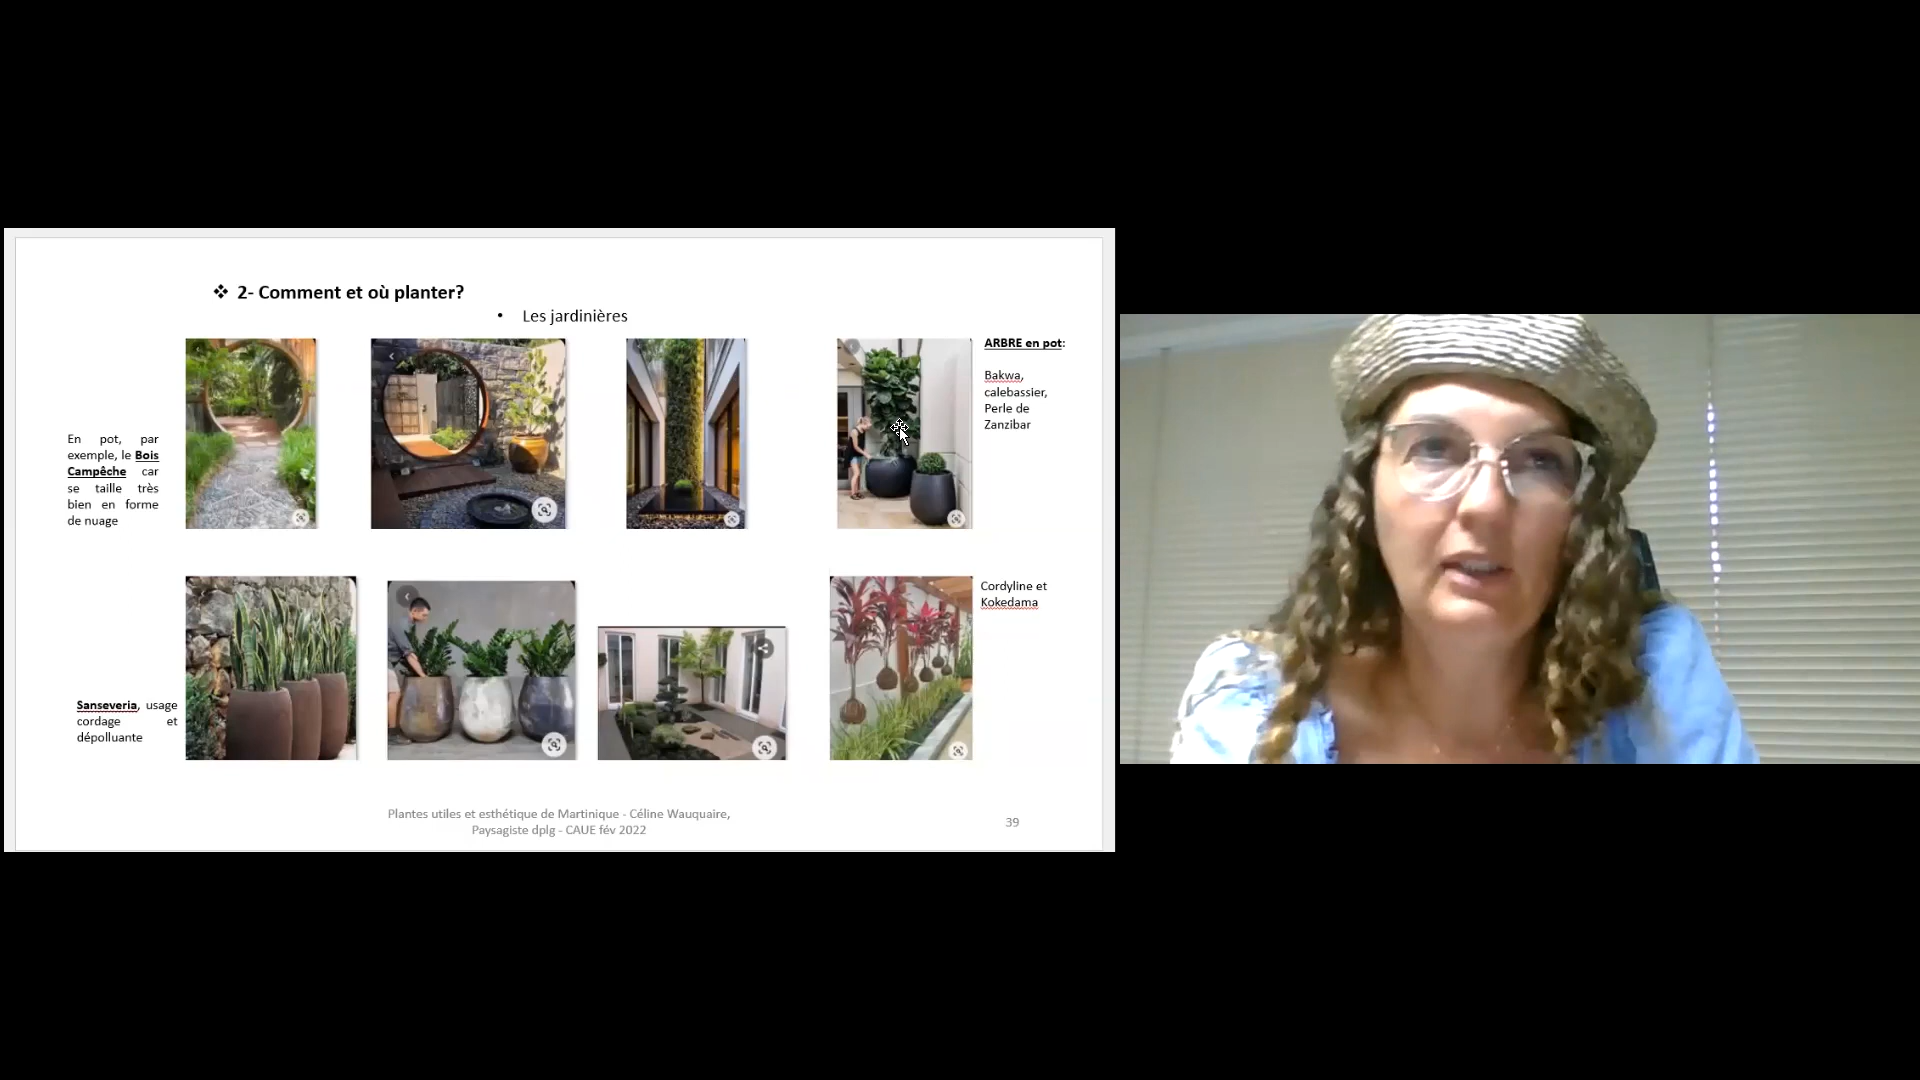 ❖ 2- Comment et où planter?
• Les jardinières
En pot, par
exemple, le Bois
Campêche car
se taille très
bien en forme
de nuage
ARBRE en pot:
Bakwa,
calebassier,
Perle de
Zanzibar
Sanseveria, usage
cordage et
dépolluante
Cordyline et
Kokedama
Plantes utiles et esthétique de Martinique - Céline Wauquaire,
Paysagiste dplg - CAUE fév 2022
39